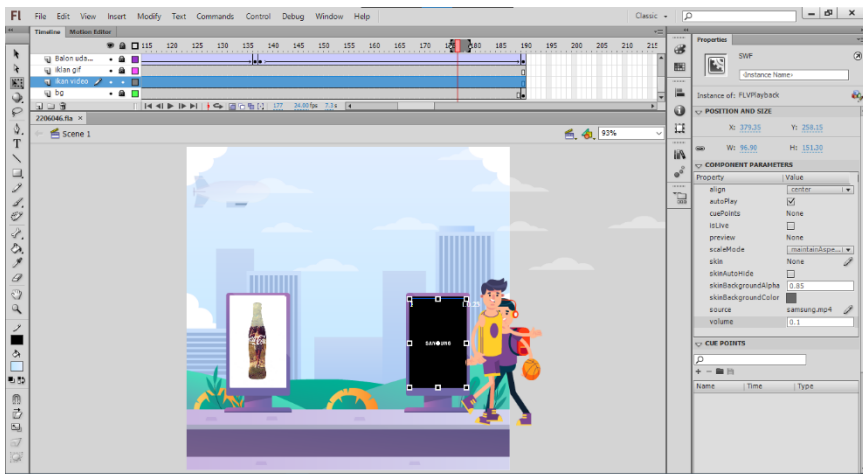 Fl File Edit View Insert Modify Text Commands Control Debug Window Help Classic
Timeline Motion Editor
115 120 125 130 135 140 145 150 155 160 165 170 180 185 190 195 200 205 210 215
Balon uda...
iklan gif
ikan video
bg
177 24.00 fps 7.3 s
2206046.fla ×
Scene 1 93%
SAMSUNG
Properties
SWF
<Instance Name>
Instance of: FLVPlayback
POSITION AND SIZE
X: 379.35 Y: 258.15
W: 96.90 H: 151.30
COMPONENT PARAMETERS
Property Value
align center
autoPlay
cuePoints None
isLive
preview None
scaleMode maintainAspe...
skin None
skinAutoHide
skinBackgroundAlpha 0.85
skinBackgroundColor
source samsung.mp4
volume 0.1
CUE POINTS
Name Time Type